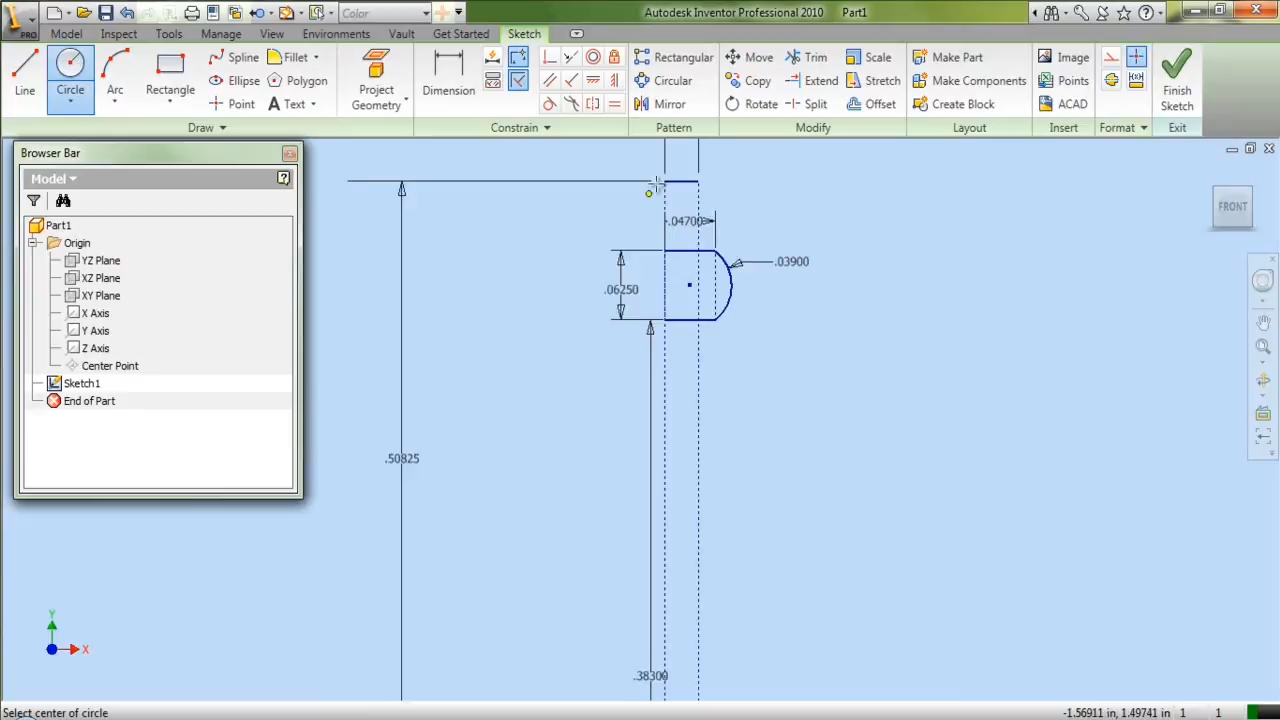 Color
Autodesk Inventor Professional 2010 Part1
PRO Model Inspect Tools Manage View Environments Vault Get Started Sketch
Line Circle Arc Rectangle Spline Fillet Project Geometry Dimension Rectangular Move Trim Scale Make Part Image Finish Sketch
Ellipse Polygon Circular Copy Extend Stretch Make Components Points
Point Text Mirror Rotate Split Offset Create Block ACAD
Draw Constrain Pattern Modify Layout Insert Format Exit
Browser Bar
Model
Part1
Origin
YZ Plane
XZ Plane
XY Plane
X Axis
Y Axis
Z Axis
Center Point
Sketch1
End of Part
FRONT
.04700
.03900
.06250
.50825
.38300
Y
X
Select center of circle -1.56911 in, 1.49741 in 1 1